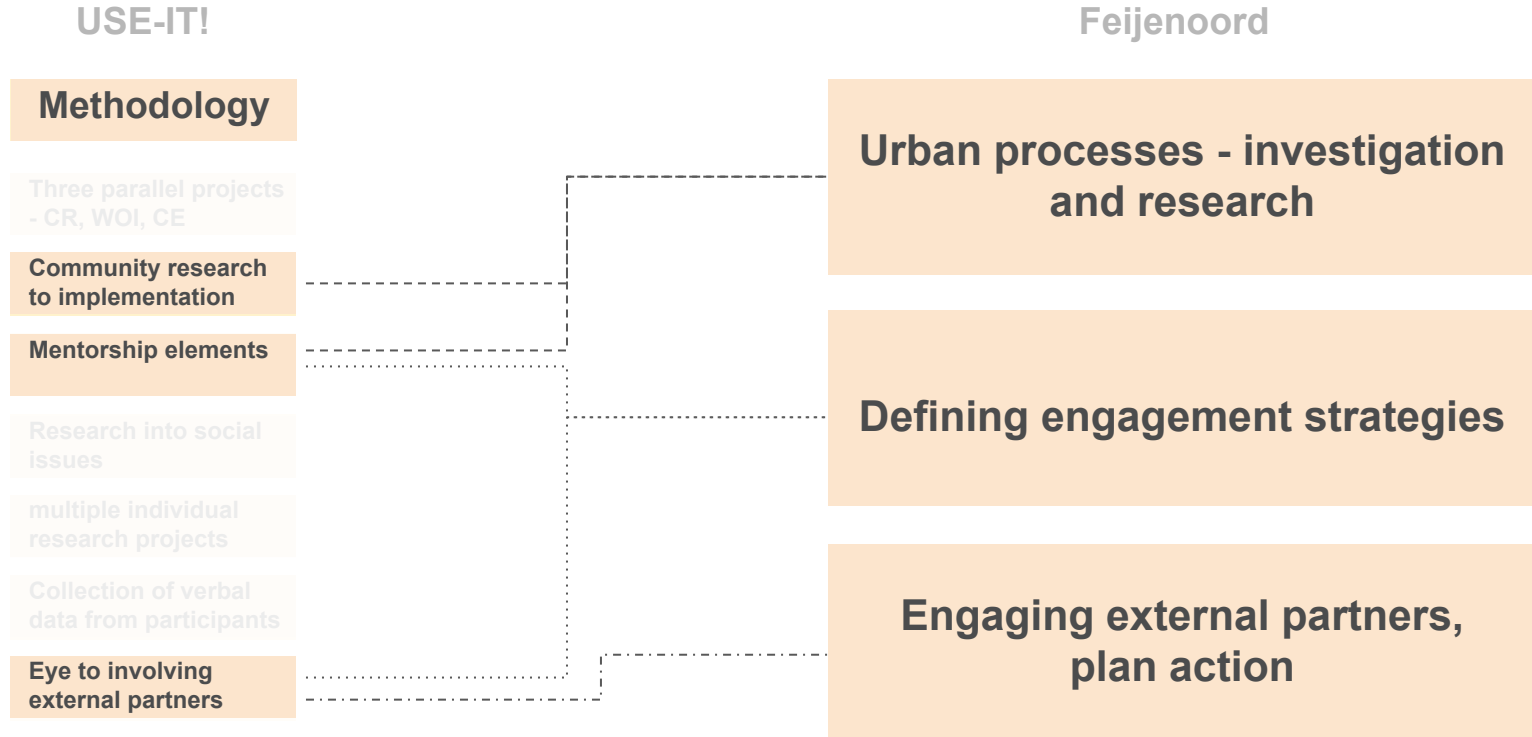 USE-IT!
Feijenoord
Methodology
Three parallel projects
- CR, WOI, CE
Community research
to implementation
Mentorship elements
Research into social
issues
multiple individual
research projects
Collection of verbal
data from participants
Eye to involving
external partners
Urban processes - investigation
and research
Defining engagement strategies
Engaging external partners,
plan action